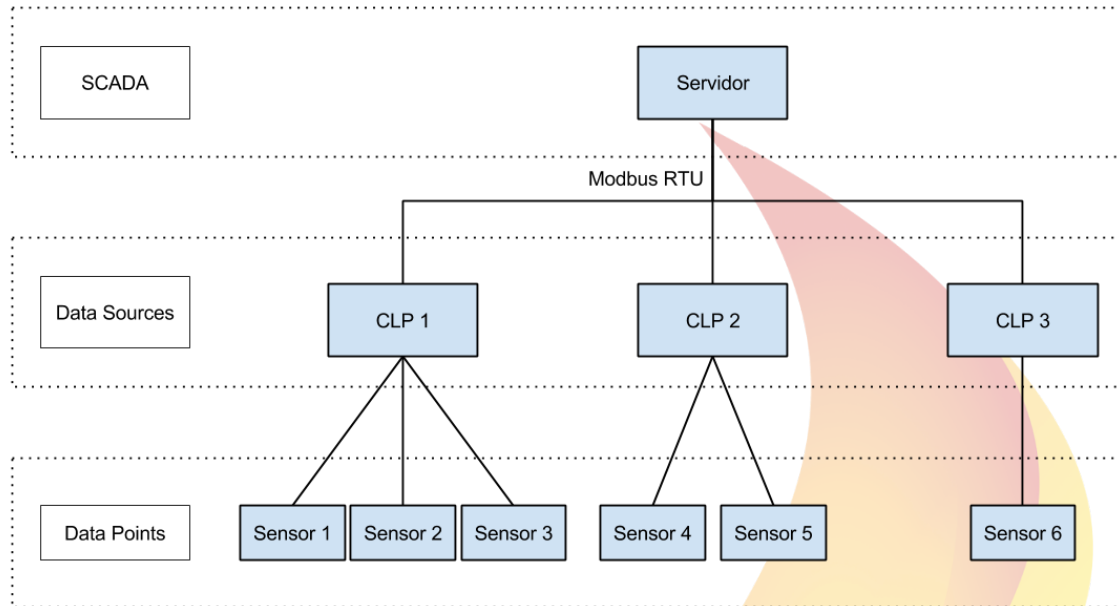 SCADA
Servidor
Modbus RTU
Data Sources
CLP 1
CLP 2
CLP 3
Data Points
Sensor 1
Sensor 2
Sensor 3
Sensor 4
Sensor 5
Sensor 6